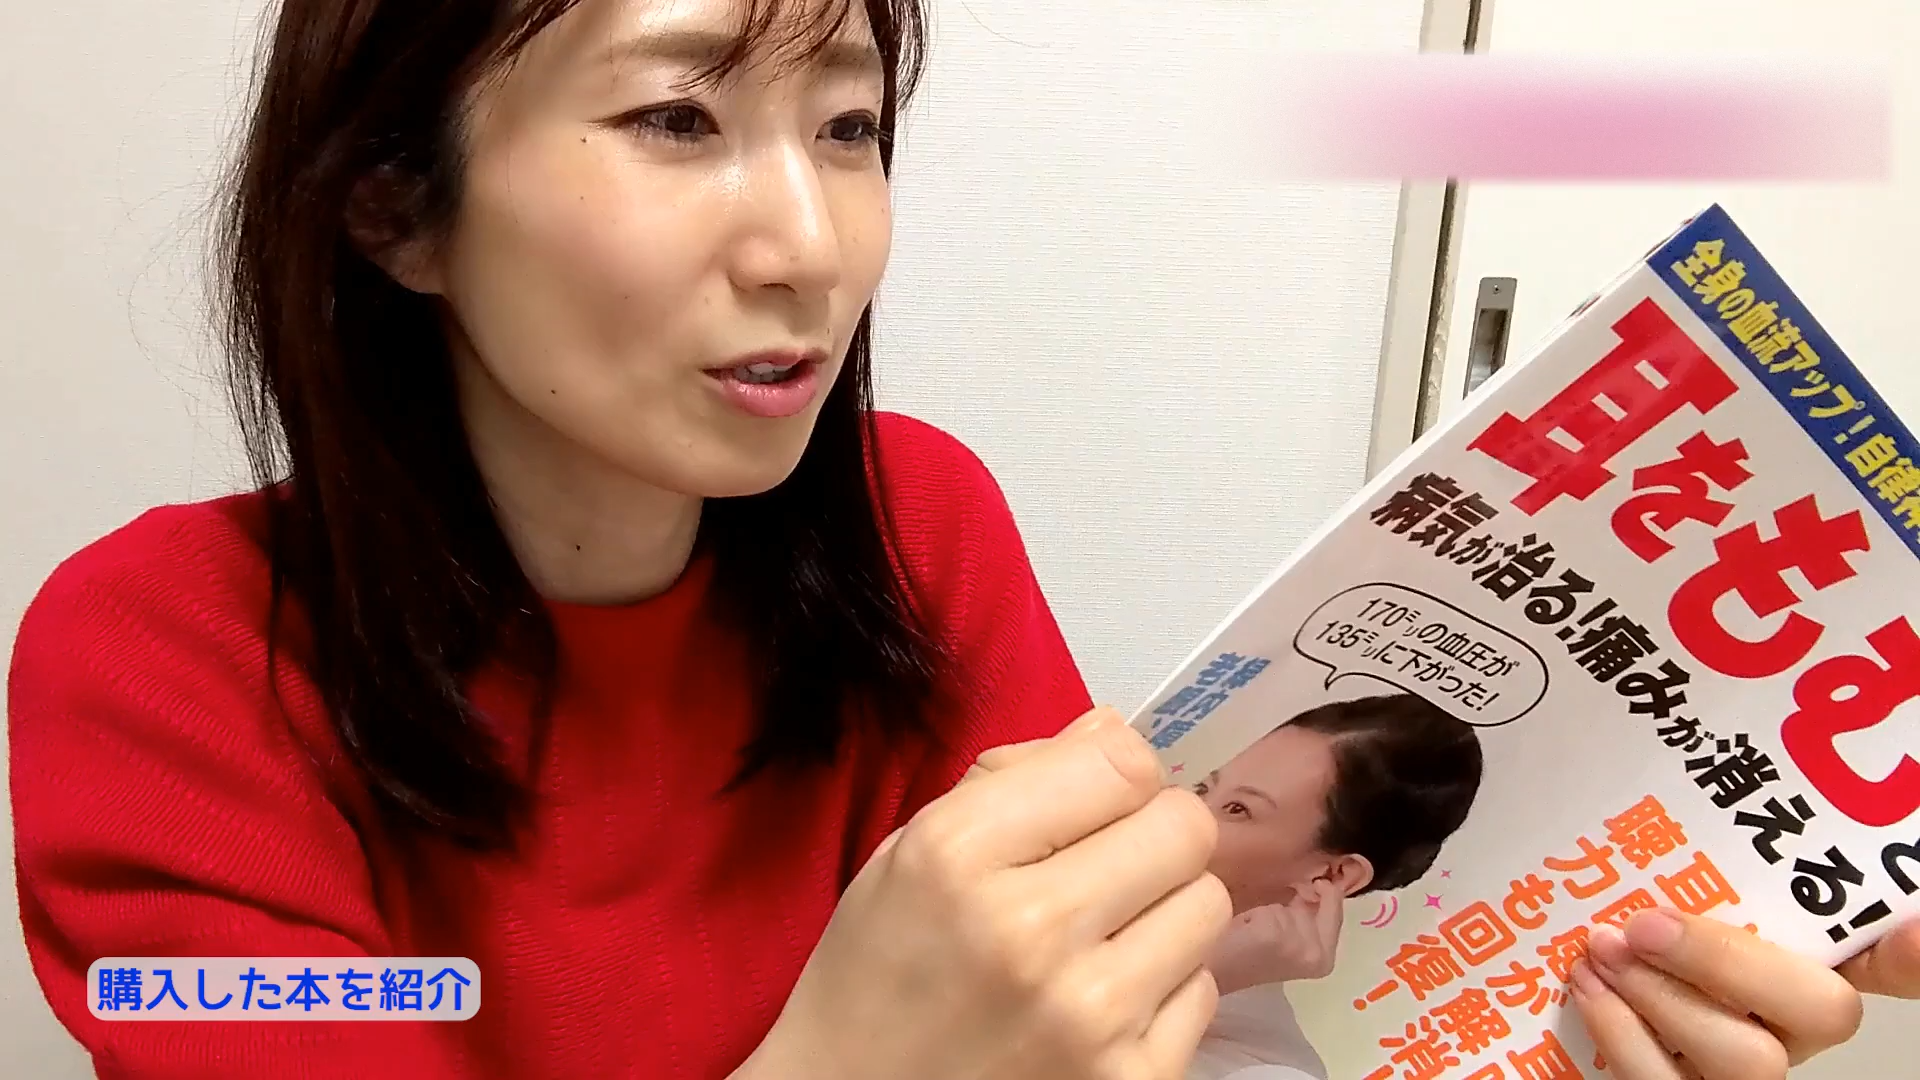 全身の血流アップ!自律神
耳をもむと
病気が治る!痛みが消える!
170㍉の血圧が
135㍉に下がった!
聴力も回復!
購入した本を紹介